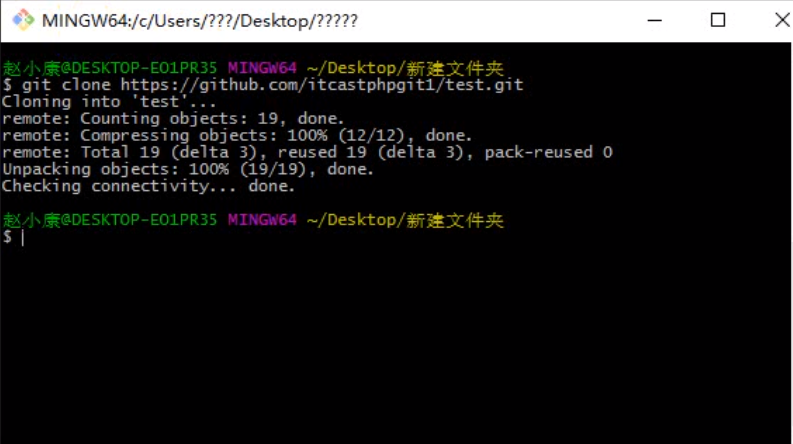 MINGW64:/c/Users/???/Desktop/?????
赵小康@DESKTOP-EO1PR35 MINGW64 ~/Desktop/新建文件夹
$ git clone https://github.com/itcastphpgit1/test.git
Cloning into 'test'...
remote: Counting objects: 19, done.
remote: Compressing objects: 100% (12/12), done.
remote: Total 19 (delta 3), reused 19 (delta 3), pack-reused 0
Unpacking objects: 100% (19/19), done.
Checking connectivity... done.
赵小康@DESKTOP-EO1PR35 MINGW64 ~/Desktop/新建文件夹
$